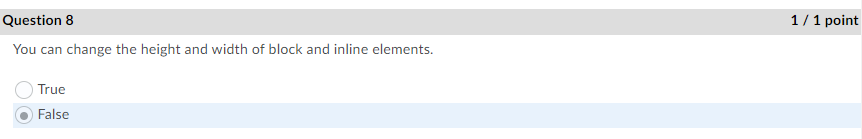 Question 8 1 / 1 point
You can change the height and width of block and inline elements.
True
False